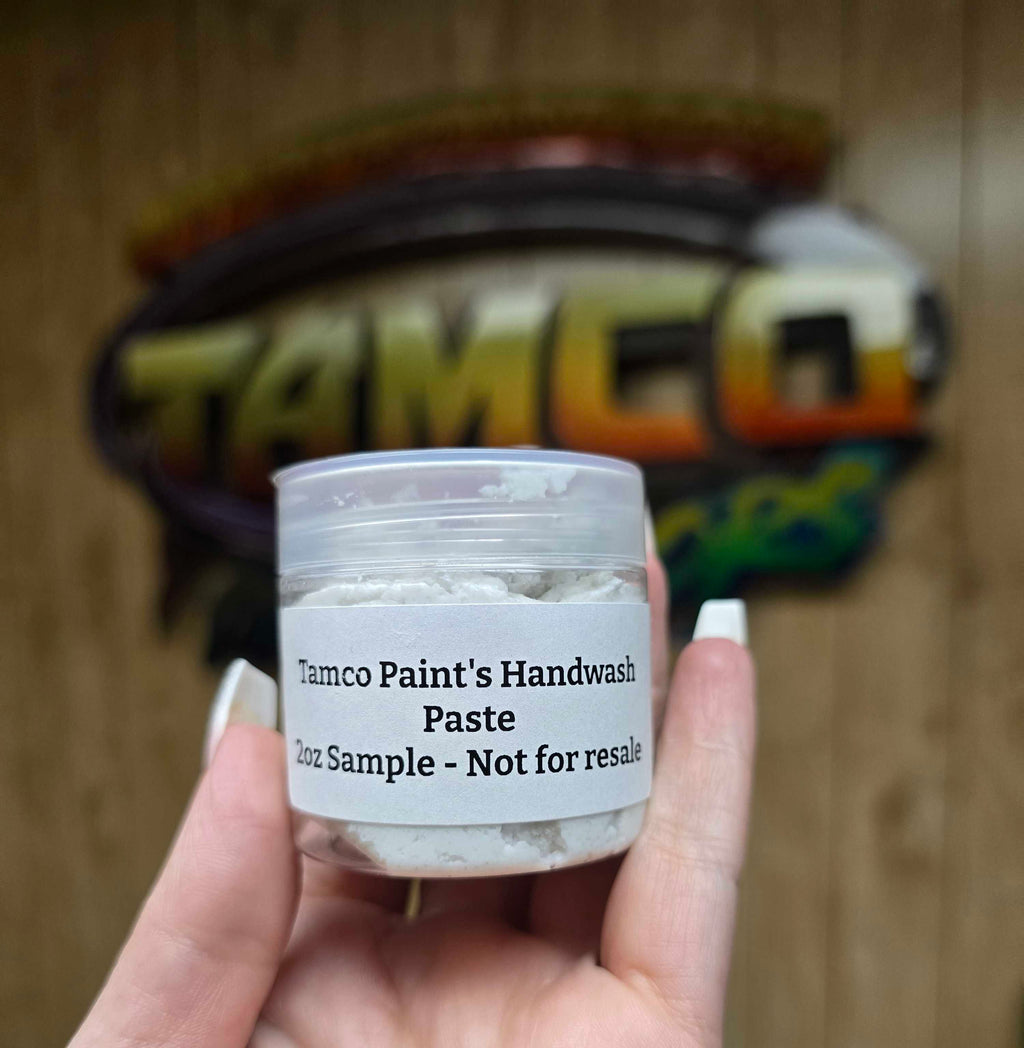 TAMCO
Tamco Paint's Handwash
Paste
2oz Sample - Not for resale